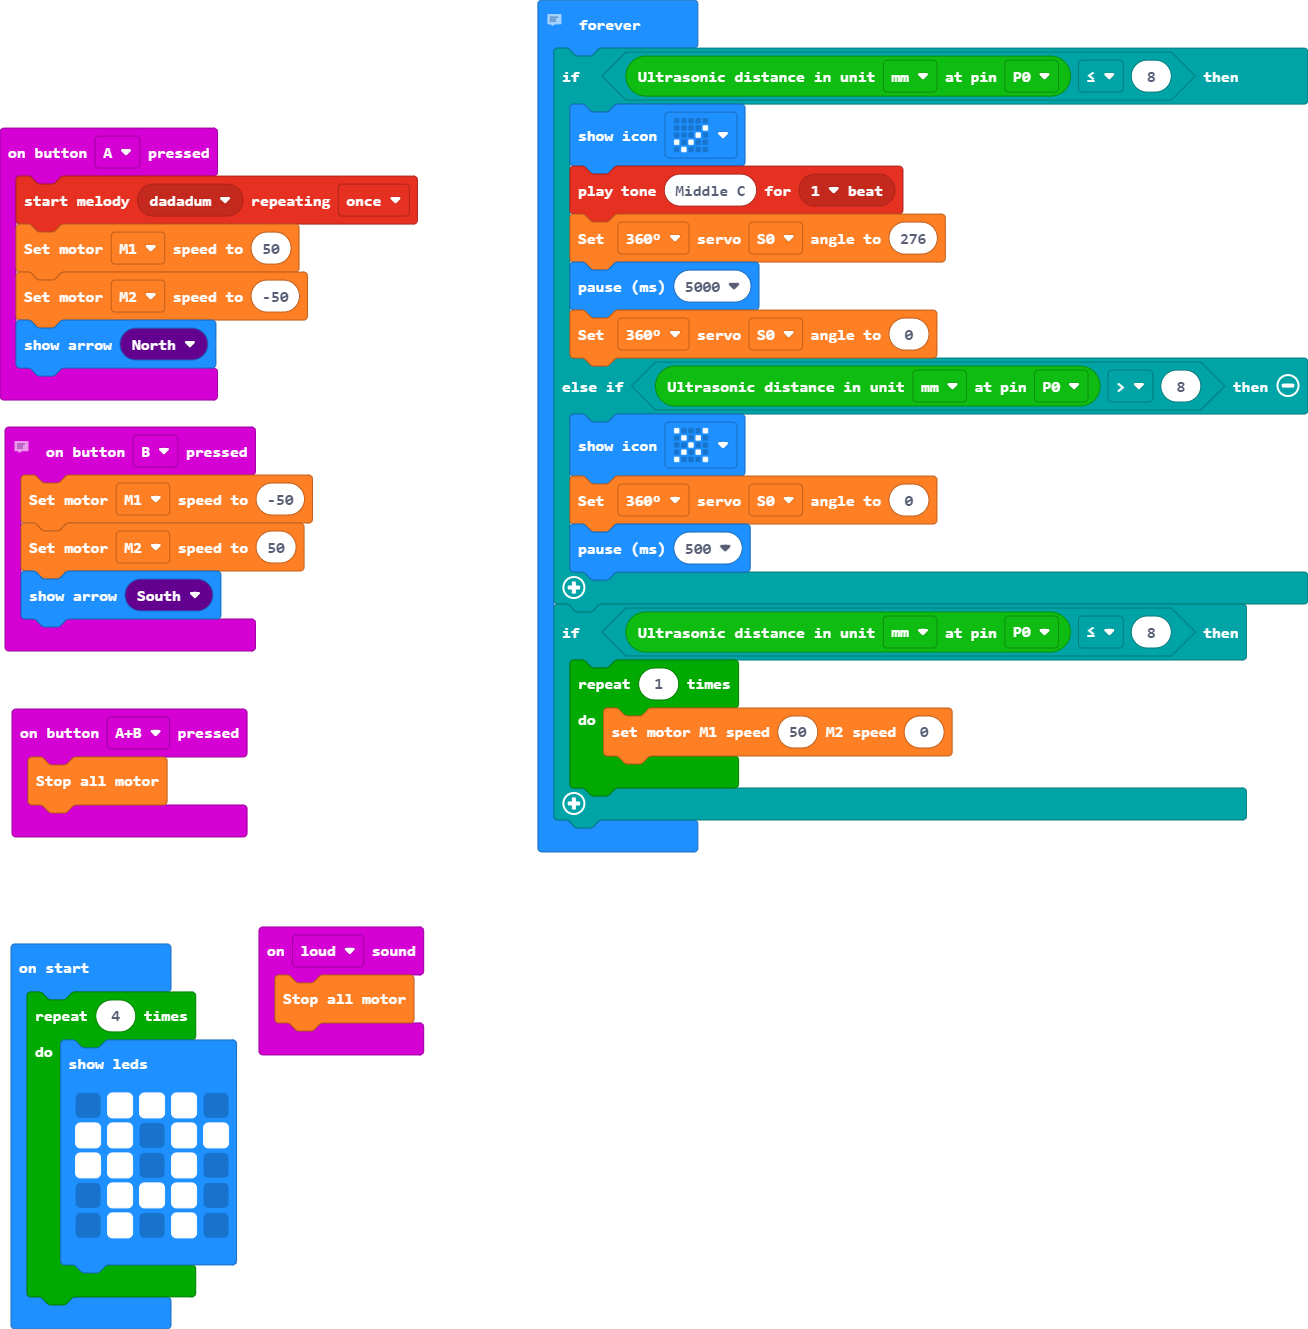 on button A pressed
start melody dadadum repeating once
Set motor M1 speed to 50
Set motor M2 speed to -50
show arrow North
on button B pressed
Set motor M1 speed to -50
Set motor M2 speed to 50
show arrow South
on button A+B pressed
Stop all motor
on start
repeat 4 times
do
show leds
on loud sound
Stop all motor
forever
if Ultrasonic distance in unit mm at pin P0 ≤ 8 then
show icon
play tone Middle C for 1 beat
Set 360º servo S0 angle to 276
pause (ms) 5000
Set 360º servo S0 angle to 0
else if Ultrasonic distance in unit mm at pin P0 > 8 then
show icon
Set 360º servo S0 angle to 0
pause (ms) 500
if Ultrasonic distance in unit mm at pin P0 ≤ 8 then
repeat 1 times
do set motor M1 speed 50 M2 speed 0